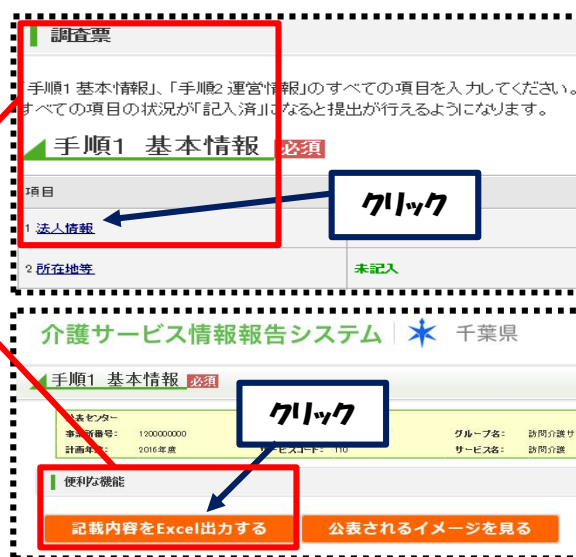 調査票
「手順1 基本情報」、「手順2 運営情報」のすべての項目を入力してください。
すべての項目の状況が「記入済」になると提出が行えるようになります。
手順1 基本情報 必須
項目
クリック
1 法人情報
2 所在地等 未記入
介護サービス情報報告システム 千葉県
手順1 基本情報 必須
クリック
公表センター
事業所番号: 1200000000 グループ名: 訪問介護サ
計画年度: 2016年度 サービスコード: 110 サービス名: 訪問介護
便利な機能
記載内容をExcel出力する 公表されるイメージを見る